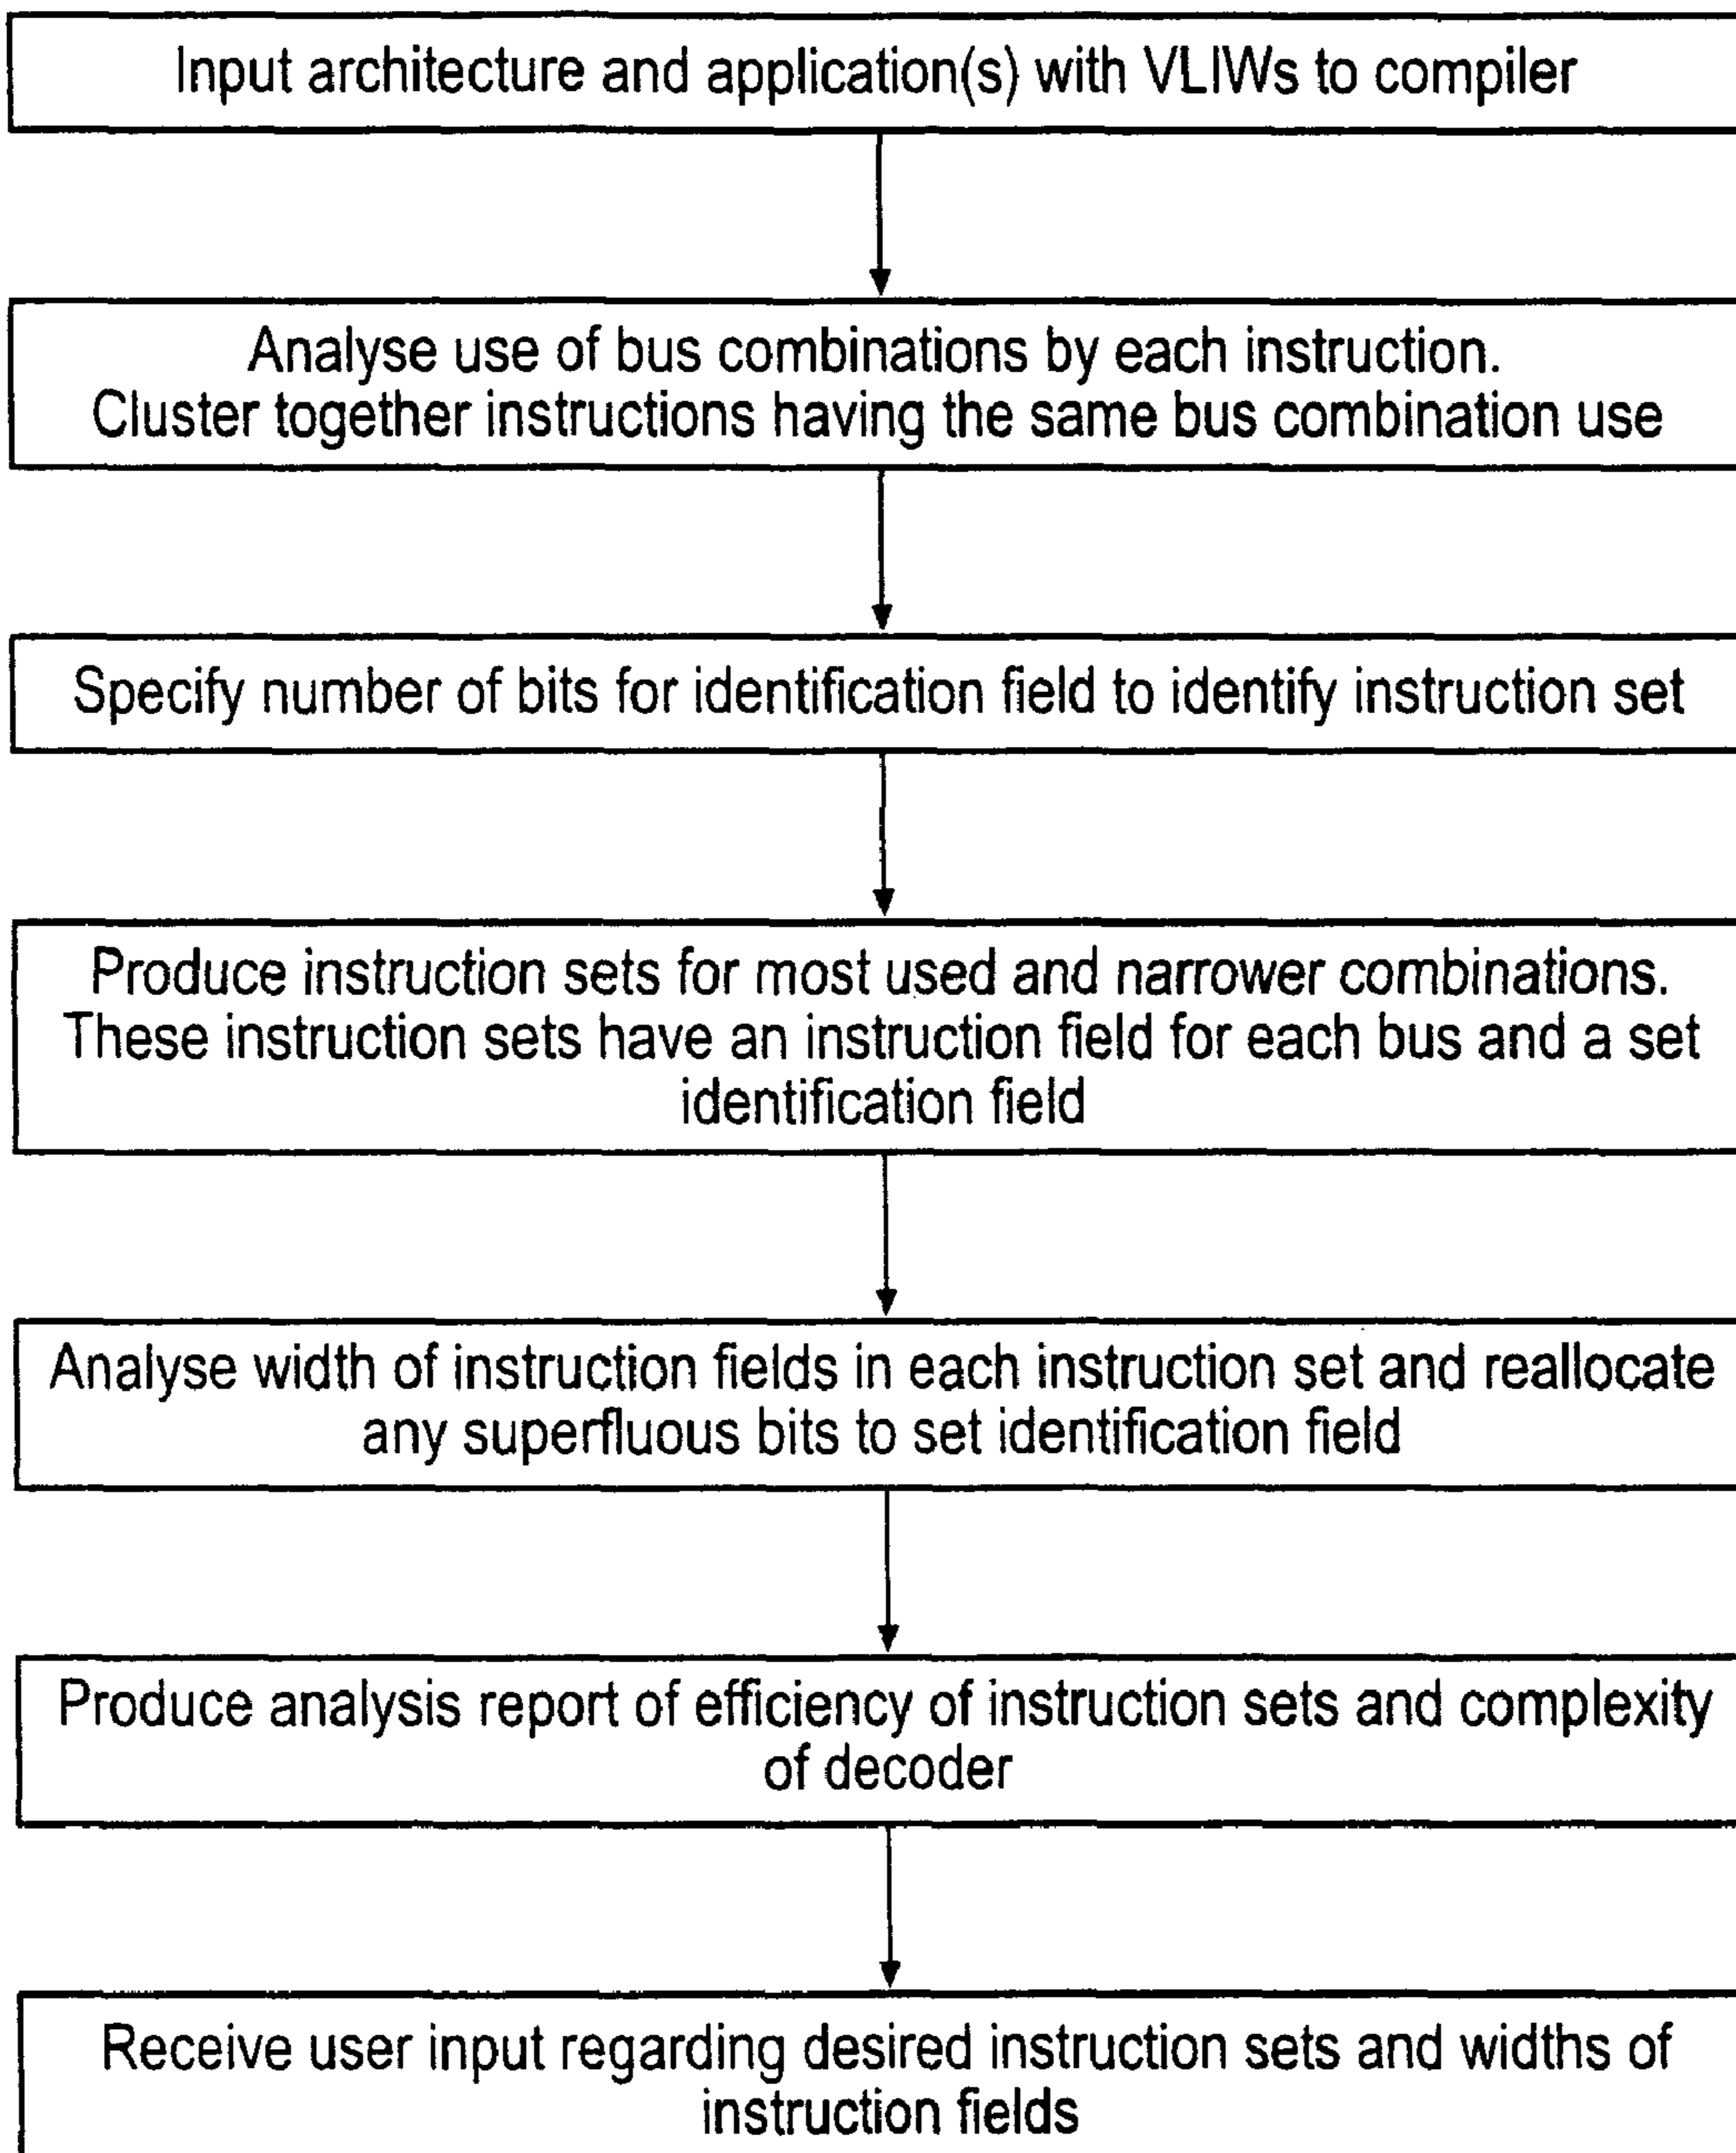 Input architecture and application(s) with VLIWs to compiler
Analyse use of bus combinations by each instruction.
Cluster together instructions having the same bus combination use
Specify number of bits for identification field to identify instruction set
Produce instruction sets for most used and narrower combinations.
These instruction sets have an instruction field for each bus and a set
identification field
Analyse width of instruction fields in each instruction set and reallocate
any superfluous bits to set identification field
Produce analysis report of efficiency of instruction sets and complexity
of decoder
Receive user input regarding desired instruction sets and widths of
instruction fields